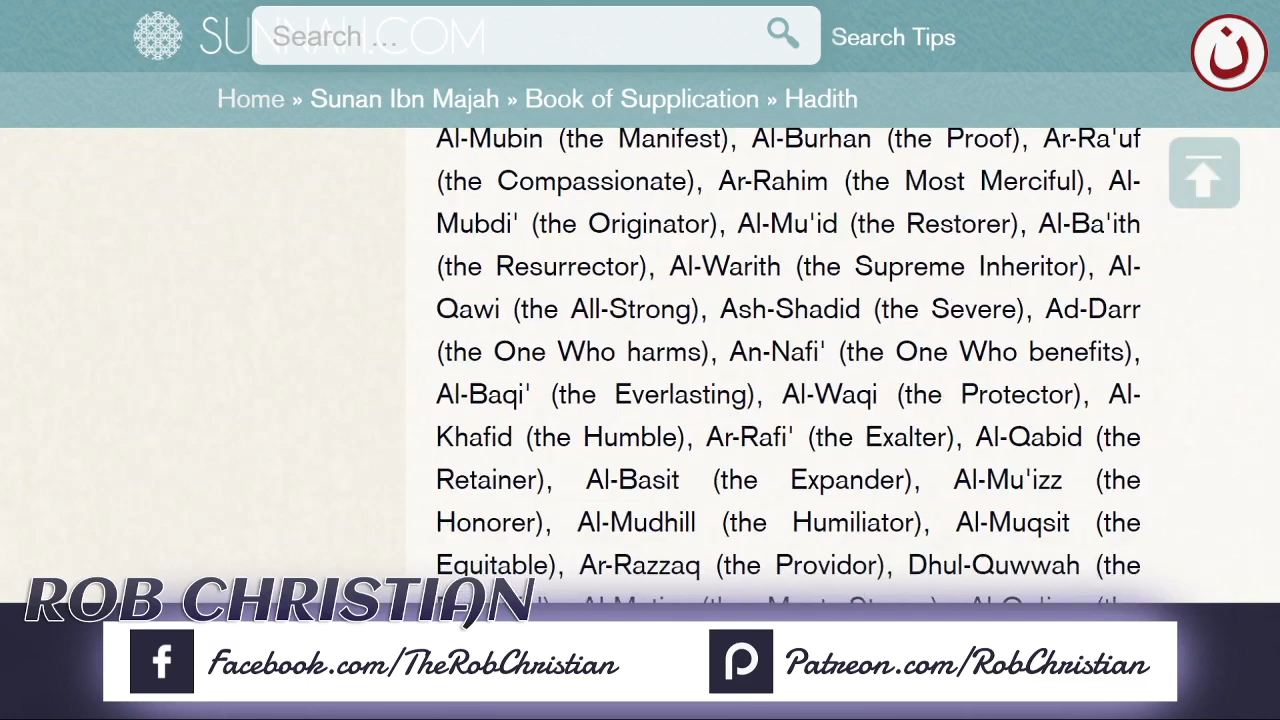 SUNNAH.COM
Search ...
Search Tips
ن
Home » Sunan Ibn Majah » Book of Supplication » Hadith
Al-Mubin (the Manifest), Al-Burhan (the Proof), Ar-Ra'uf
(the Compassionate), Ar-Rahim (the Most Merciful), Al-
Mubdi' (the Originator), Al-Mu'id (the Restorer), Al-Ba'ith
(the Resurrector), Al-Warith (the Supreme Inheritor), Al-
Qawi (the All-Strong), Ash-Shadid (the Severe), Ad-Darr
(the One Who harms), An-Nafi' (the One Who benefits),
Al-Baqi' (the Everlasting), Al-Waqi (the Protector), Al-
Khafid (the Humble), Ar-Rafi' (the Exalter), Al-Qabid (the
Retainer), Al-Basit (the Expander), Al-Mu'izz (the
Honorer), Al-Mudhill (the Humiliator), Al-Muqsit (the
Equitable), Ar-Razzaq (the Providor), Dhul-Quwwah (the
ROB CHRISTIAN
Facebook.com/TheRobChristian
Patreon.com/RobChristian